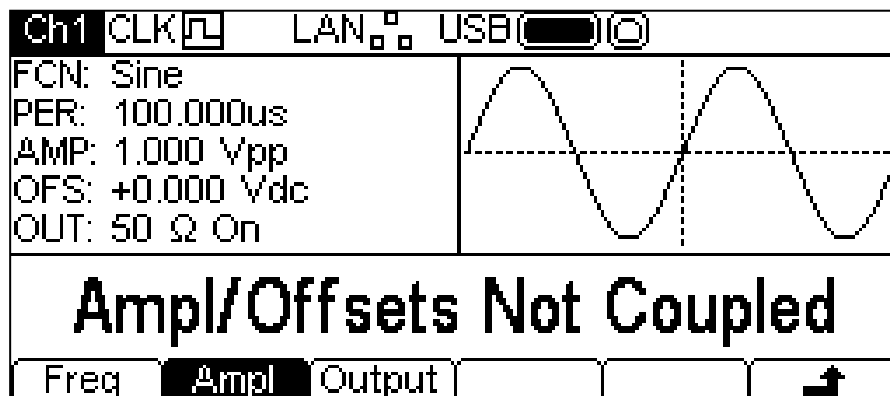 Ch1 CLK LAN USB
FCN: Sine
PER: 100.000us
AMP: 1.000 Vpp
OFS: +0.000 Vdc
OUT: 50 Ω On
Ampl/Offsets Not Coupled
Freq Ampl Output